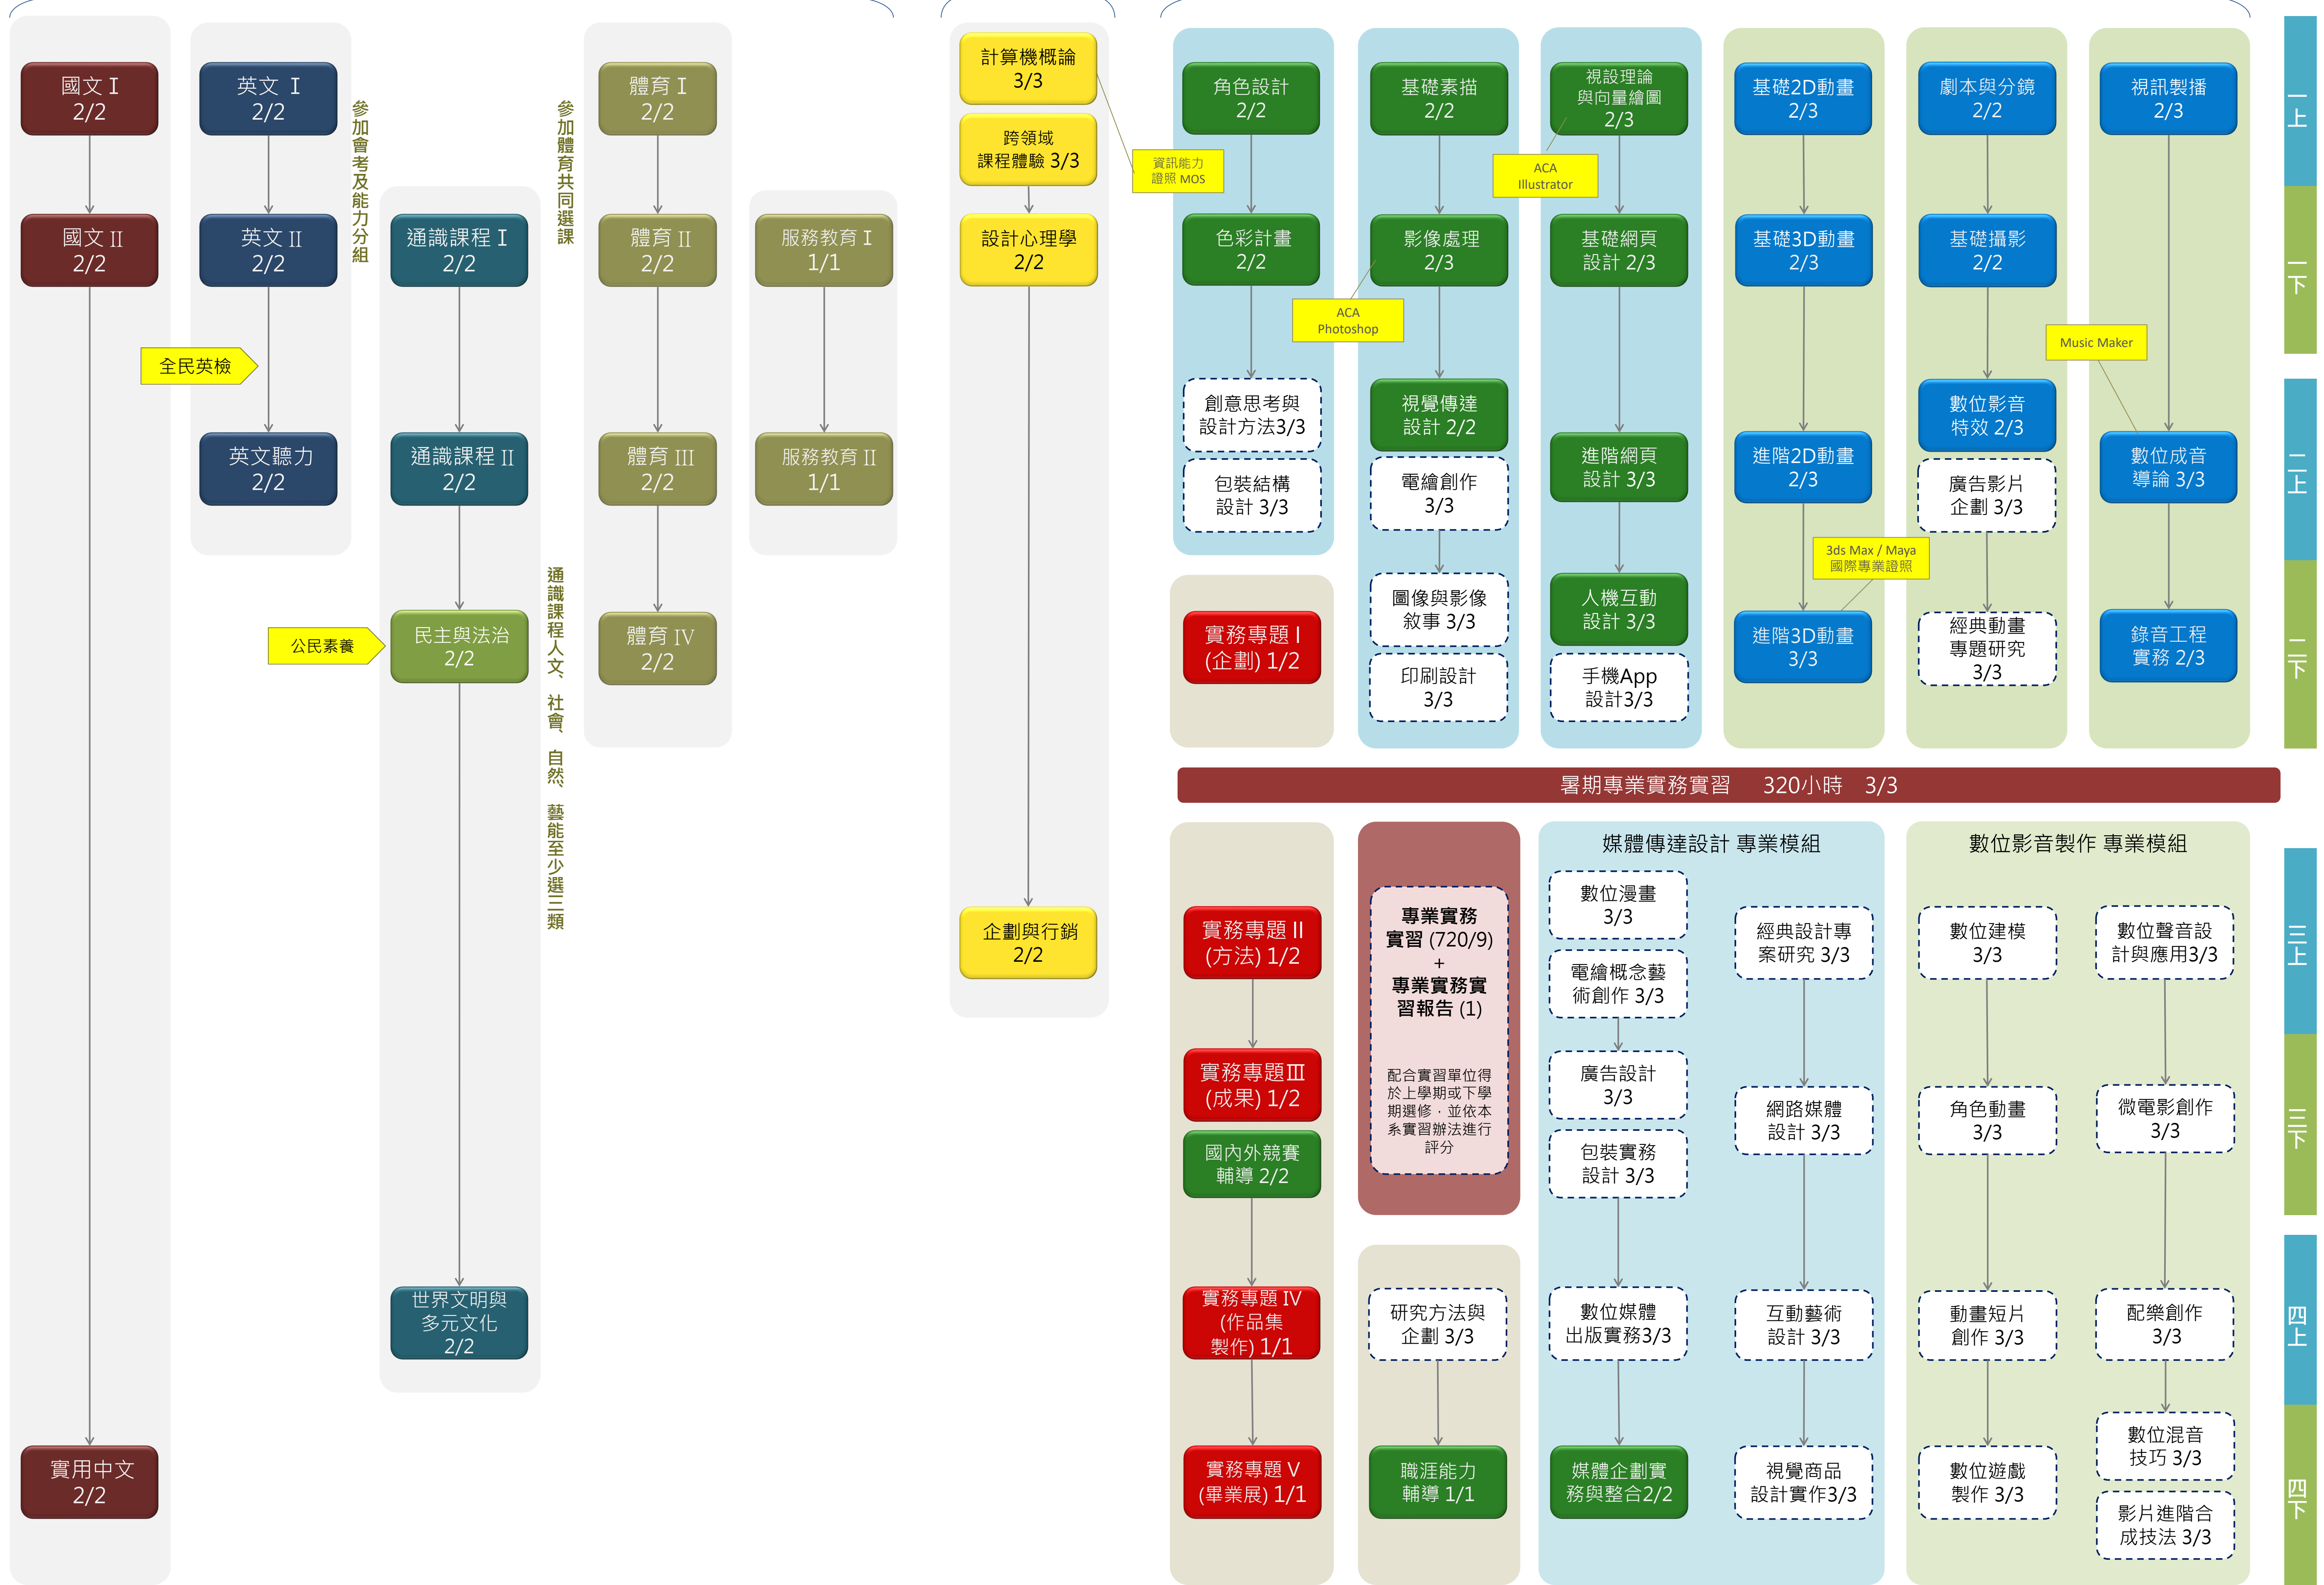 國文 I
2/2
國文 II
2/2
實用中文
2/2
英文 I
2/2
英文 II
2/2
全民英檢
英文聽力
2/2
參加會考及能力分組
通識課程 I
2/2
通識課程 II
2/2
公民素養
民主與法治
2/2
世界文明與
多元文化
2/2
參加體育共同選課
通識課程人文、社會、自然、藝能至少選三類
體育 I
2/2
體育 II
2/2
體育 III
2/2
體育 IV
2/2
服務教育 I
1/1
服務教育 II
1/1
計算機概論
3/3
跨領域
課程體驗 3/3
設計心理學
2/2
企劃與行銷
2/2
資訊能力
證照 MOS
角色設計
2/2
色彩計畫
2/2
創意思考與
設計方法3/3
包裝結構
設計 3/3
實務專題 I
(企劃) 1/2
基礎素描
2/2
影像處理
2/3
ACA
Photoshop
視覺傳達
設計 2/2
電繪創作
3/3
圖像與影像
敘事 3/3
印刷設計
3/3
視設理論
與向量繪圖
2/3
ACA
Illustrator
基礎網頁
設計 2/3
進階網頁
設計 3/3
人機互動
設計 3/3
手機App
設計3/3
基礎2D動畫
2/3
基礎3D動畫
2/3
進階2D動畫
2/3
3ds Max / Maya
國際專業證照
進階3D動畫
3/3
劇本與分鏡
2/2
基礎攝影
2/2
數位影音
特效 2/3
廣告影片
企劃 3/3
經典動畫
專題研究
3/3
視訊製播
2/3
Music Maker
數位成音
導論 3/3
錄音工程
實務 2/3
一上
一下
二上
二下
暑期專業實務實習 320小時 3/3
實務專題 II
(方法) 1/2
實務專題Ⅲ
(成果) 1/2
國內外競賽
輔導 2/2
實務專題 IV
(作品集
製作) 1/1
實務專題 V
(畢業展) 1/1
專業實務
實習 (720/9)
+
專業實務實
習報告 (1)
配合實習單位得
於上學期或下學
期選修，並依本
系實習辦法進行
評分
研究方法與
企劃 3/3
職涯能力
輔導 1/1
媒體傳達設計 專業模組
數位漫畫
3/3
電繪概念藝
術創作 3/3
廣告設計
3/3
包裝實務
設計 3/3
數位媒體
出版實務3/3
媒體企劃實
務與整合2/2
經典設計專
案研究 3/3
網路媒體
設計 3/3
互動藝術
設計 3/3
視覺商品
設計實作3/3
數位影音製作 專業模組
數位建模
3/3
角色動畫
3/3
動畫短片
創作 3/3
數位遊戲
製作 3/3
數位聲音設
計與應用3/3
微電影創作
3/3
配樂創作
3/3
數位混音
技巧 3/3
影片進階合
成技法 3/3
三上
三下
四上
四下